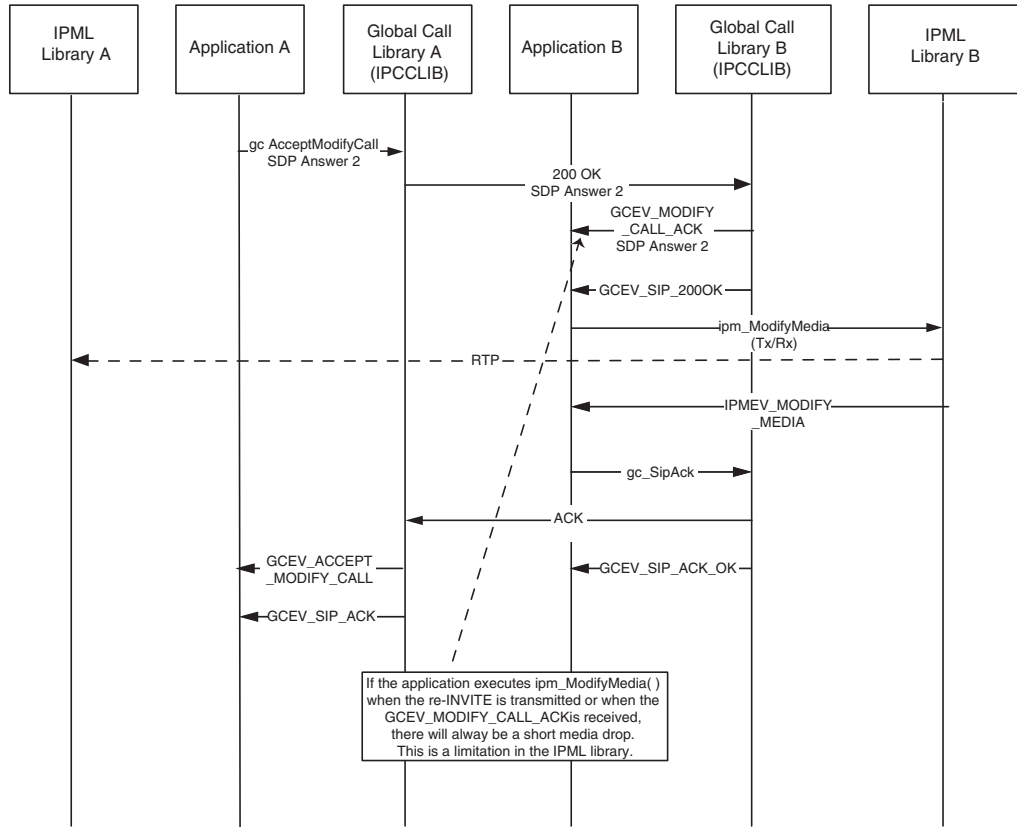 IPML
Library A
Application A
Global Call
Library A
(IPCCLIB)
Application B
Global Call
Library B
(IPCCLIB)
IPML
Library B
gc AcceptModifyCall
SDP Answer 2
200 OK
SDP Answer 2
GCEV_MODIFY
_CALL_ACK
SDP Answer 2
GCEV_SIP_200OK
ipm_ModifyMedia
(Tx/Rx)
RTP
IPMEV_MODIFY
_MEDIA
gc_SipAck
ACK
GCEV_ACCEPT
_MODIFY_CALL
GCEV_SIP_ACK_OK
GCEV_SIP_ACK
If the application executes ipm_ModifyMedia( )
when the re-INVITE is transmitted or when the
GCEV_MODIFY_CALL_ACKis received,
there will alway be a short media drop.
This is a limitation in the IPML library.